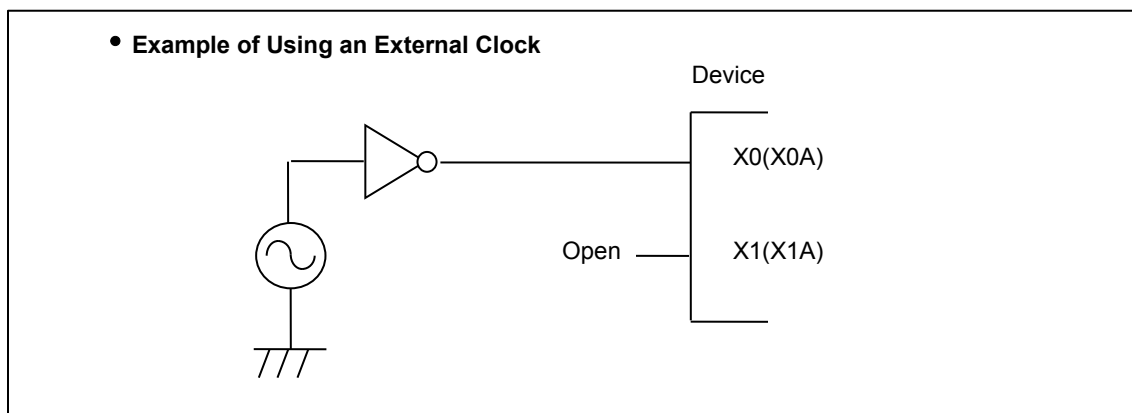 • Example of Using an External Clock
Device
X0(X0A)
Open
X1(X1A)